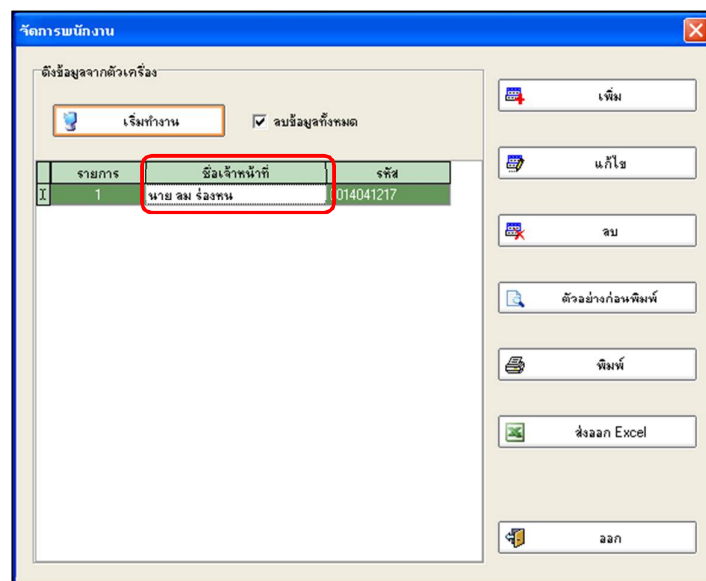 จัดการพนักงาน
ดึงข้อมูลจากตัวเครื่อง
เริ่มทำงาน
ลบข้อมูลทั้งหมด
รายการ ชื่อเจ้าหน้าที่ รหัส
1 นาย ลม ร่องหน 014041217
เพิ่ม
แก้ไข
ลบ
ตัวอย่างก่อนพิมพ์
พิมพ์
ส่งออก Excel
ออก